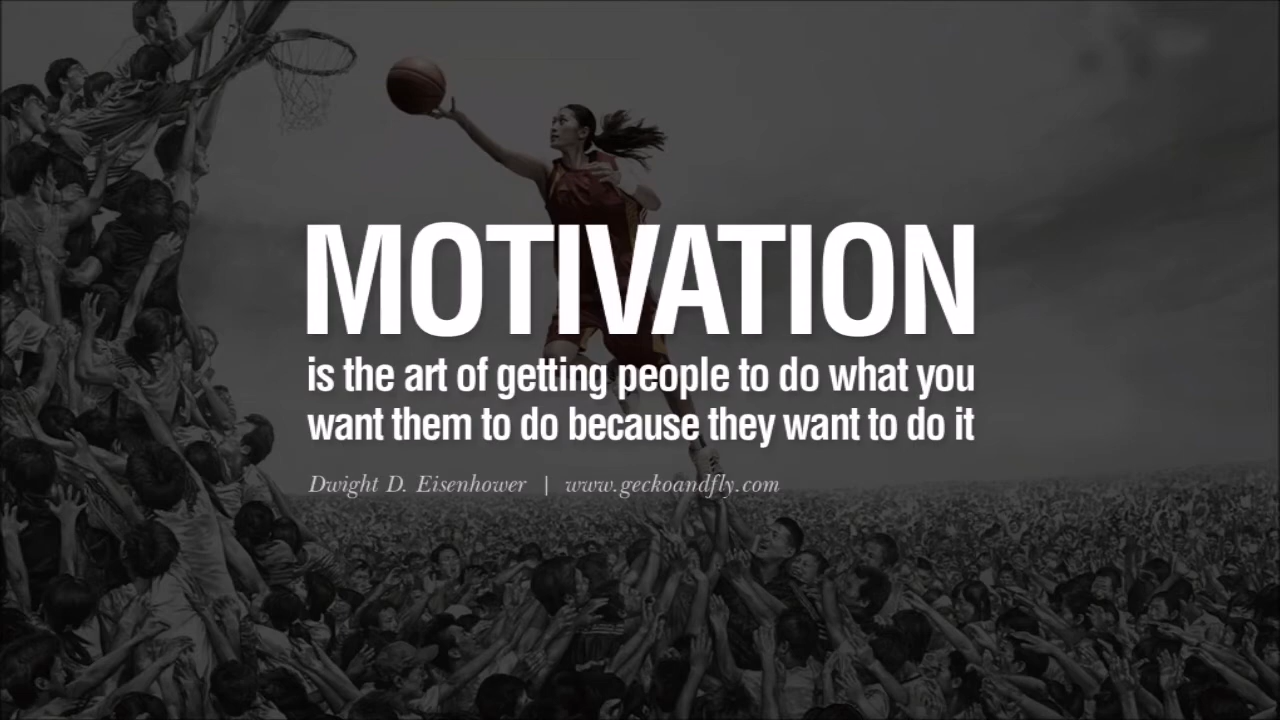 MOTIVATION
is the art of getting people to do what you
want them to do because they want to do it
Dwight D. Eisenhower | www.geckoandfly.com